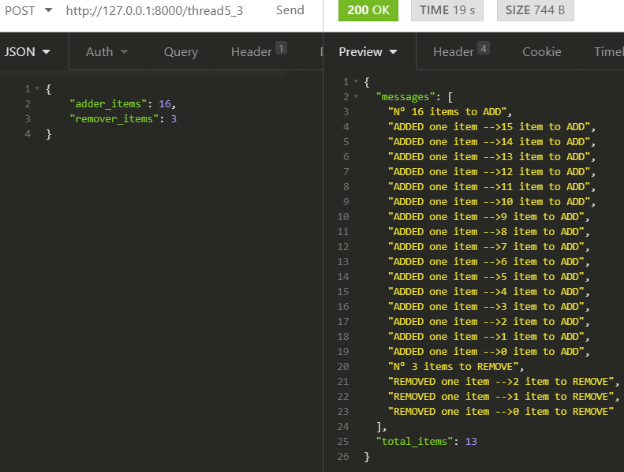 POST http://127.0.0.1:8000/thread5_3 Send
200 OK TIME 19 s SIZE 744 B
JSON Auth Query Header 1
Preview Header 4 Cookie
1 {
2 "adder_items": 16,
3 "remover_items": 3
4 }
1 {
2 "messages": [
3 "Nº 16 items to ADD",
4 "ADDED one item -->15 item to ADD",
5 "ADDED one item -->14 item to ADD",
6 "ADDED one item -->13 item to ADD",
7 "ADDED one item -->12 item to ADD",
8 "ADDED one item -->11 item to ADD",
9 "ADDED one item -->10 item to ADD",
10 "ADDED one item -->9 item to ADD",
11 "ADDED one item -->8 item to ADD",
12 "ADDED one item -->7 item to ADD",
13 "ADDED one item -->6 item to ADD",
14 "ADDED one item -->5 item to ADD",
15 "ADDED one item -->4 item to ADD",
16 "ADDED one item -->3 item to ADD",
17 "ADDED one item -->2 item to ADD",
18 "ADDED one item -->1 item to ADD",
19 "ADDED one item -->0 item to ADD",
20 "Nº 3 items to REMOVE",
21 "REMOVED one item -->2 item to REMOVE",
22 "REMOVED one item -->1 item to REMOVE",
23 "REMOVED one item -->0 item to REMOVE"
24 ],
25 "total_items": 13
26 }